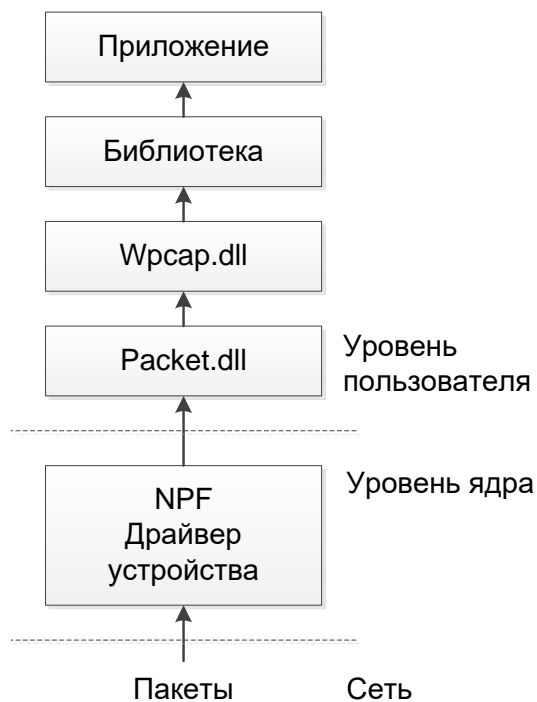 Приложение
Библиотека
Wpcap.dll
Packet.dll
Уровень
пользователя
NPF
Драйвер
устройства
Уровень ядра
Пакеты
Сеть